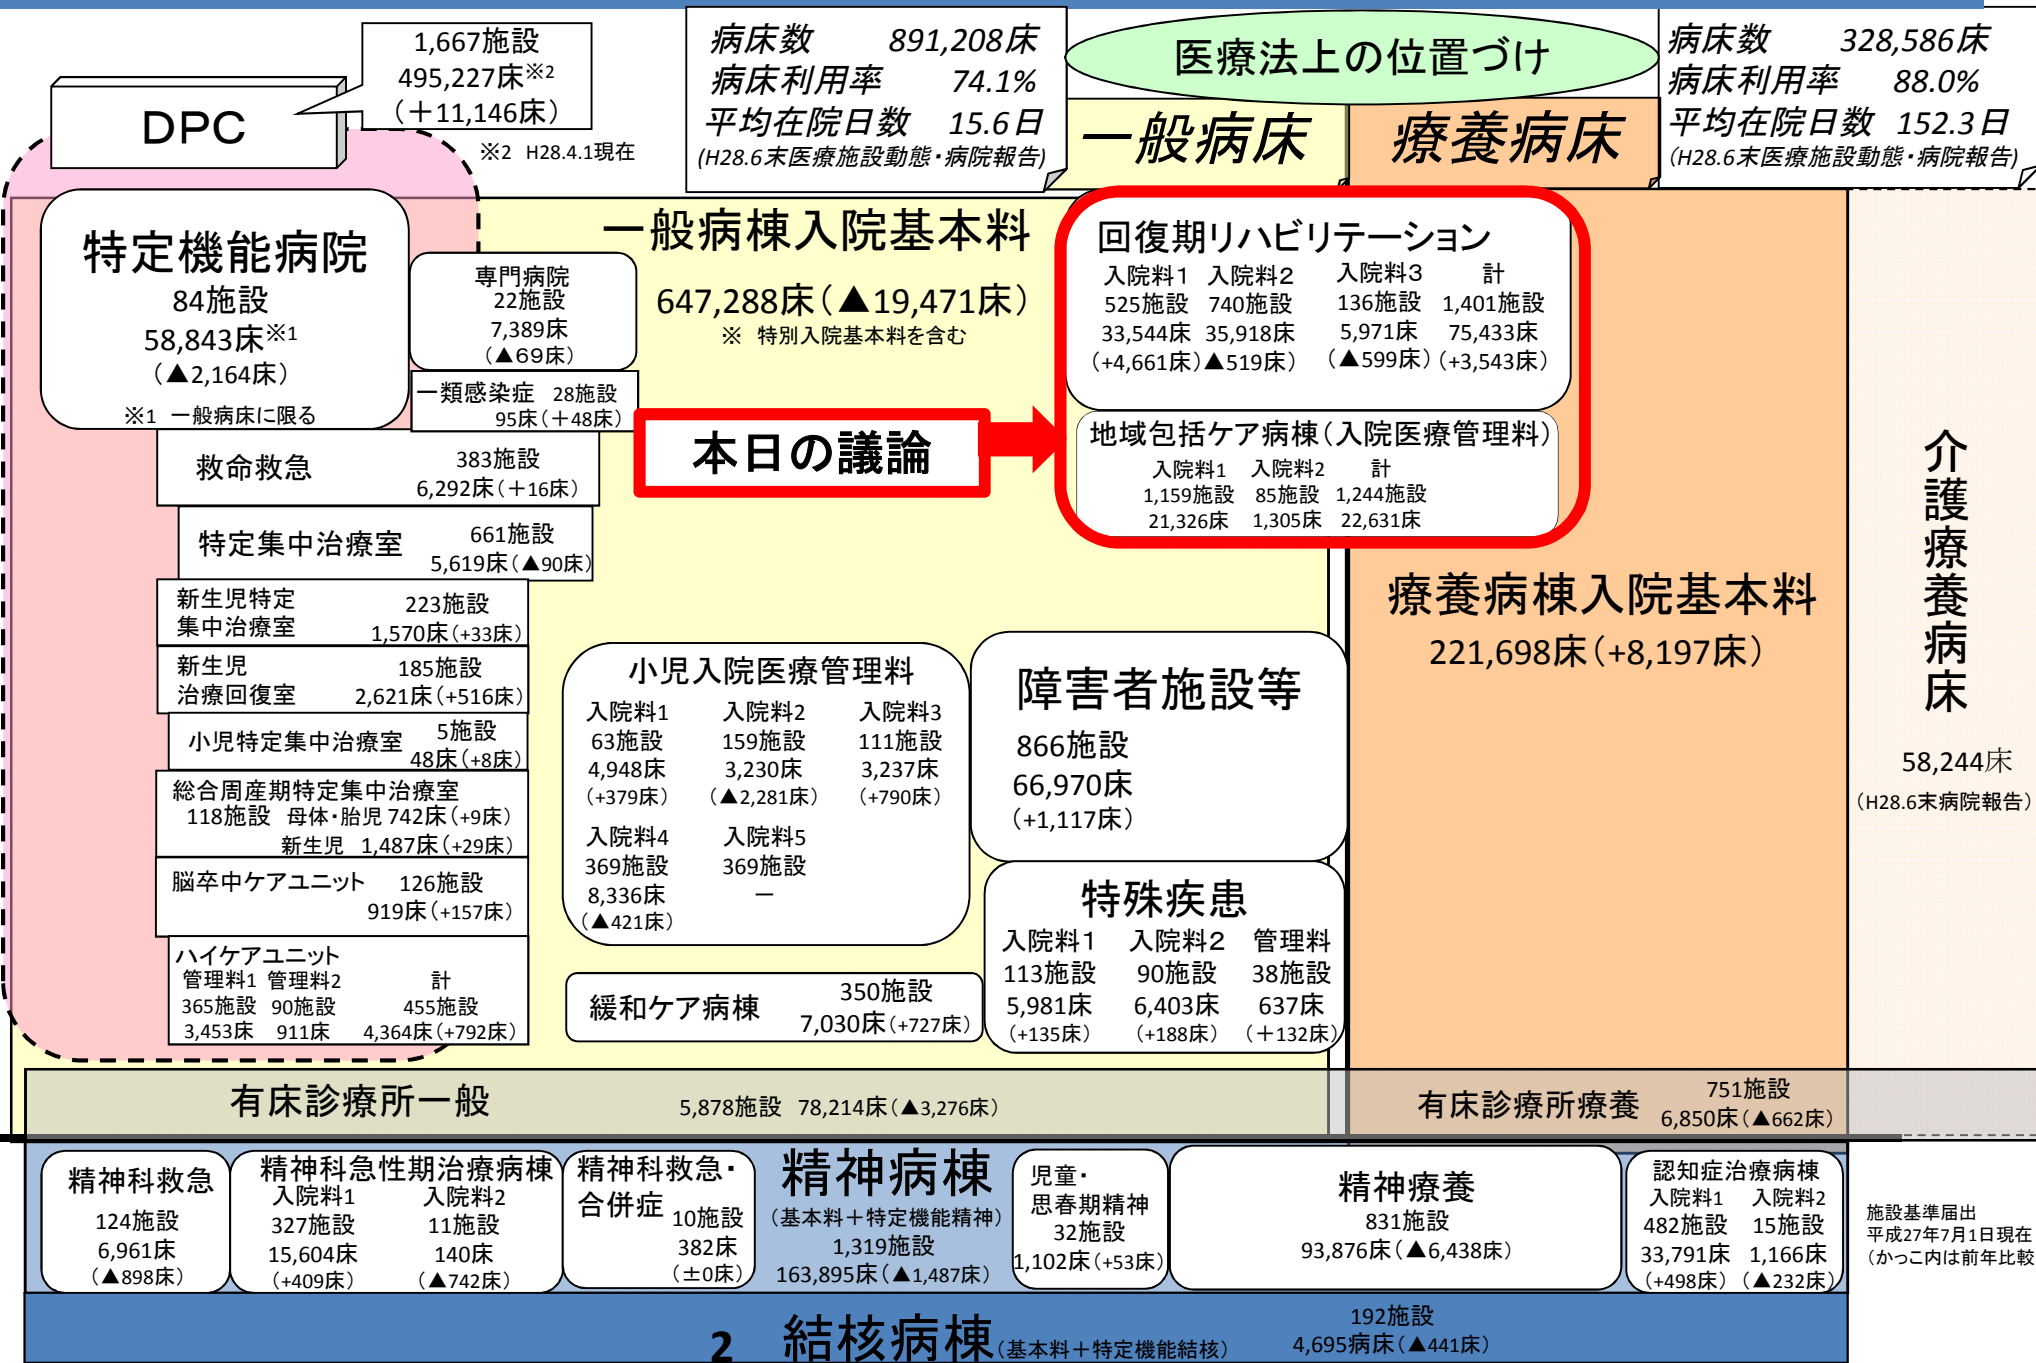 1,667施設
495,227床※2
(＋11,146床)
DPC
※2 H28.4.1現在
病床数 891,208床
病床利用率 74.1%
平均在院日数 15.6日
(H28.6末医療施設動態・病院報告)
医療法上の位置づけ
一般病床
療養病床
病床数 328,586床
病床利用率 88.0%
平均在院日数 152.3日
(H28.6末医療施設動態・病院報告)
特定機能病院
84施設
58,843床※1
(▲2,164床)
※1 一般病床に限る
専門病院
22施設
7,389床
(▲69床)
一類感染症 28施設
95床(＋48床)
一般病棟入院基本料
647,288床(▲19,471床)
※ 特別入院基本料を含む
本日の議論
回復期リハビリテーション
入院料1 入院料2 入院料3 計
525施設 740施設 136施設 1,401施設
33,544床 35,918床 5,971床 75,433床
(+4,661床)▲519床) (▲599床) (+3,543床)
地域包括ケア病棟(入院医療管理料)
入院料1 入院料2 計
1,159施設 85施設 1,244施設
21,326床 1,305床 22,631床
救命救急 383施設
6,292床(＋16床)
特定集中治療室 661施設
5,619床(▲90床)
新生児特定
集中治療室
223施設
1,570床(+33床)
新生児
治療回復室
185施設
2,621床(+516床)
小児特定集中治療室 5施設
48床(+8床)
総合周産期特定集中治療室
118施設 母体・胎児 742床(+9床)
新生児 1,487床(+29床)
脳卒中ケアユニット 126施設
919床(+157床)
ハイケアユニット
管理料1 管理料2 計
365施設 90施設 455施設
3,453床 911床 4,364床(+792床)
小児入院医療管理料
入院料1 入院料2 入院料3
63施設 159施設 111施設
4,948床 3,230床 3,237床
(+379床) (▲2,281床) (+790床)
入院料4 入院料5
369施設 369施設
8,336床 －
(▲421床)
緩和ケア病棟 350施設
7,030床(+727床)
障害者施設等
866施設
66,970床
(+1,117床)
特殊疾患
入院料1 入院料2 管理料
113施設 90施設 38施設
5,981床 6,403床 637床
(+135床) (+188床) (＋132床)
療養病棟入院基本料
221,698床(+8,197床)
介護療養病床
58,244床
(H28.6末病院報告)
有床診療所一般 5,878施設 78,214床(▲3,276床)
有床診療所療養 751施設
6,850床(▲662床)
精神科救急
124施設
6,961床
(▲898床)
精神科急性期治療病棟
入院料1 入院料2
327施設 11施設
15,604床 140床
(+409床) (▲742床)
精神科救急・
合併症 10施設
382床
(±0床)
精神病棟
(基本料＋特定機能精神)
1,319施設
163,895床(▲1,487床)
児童・
思春期精神
32施設
1,102床(+53床)
精神療養
831施設
93,876床(▲6,438床)
認知症治療病棟
入院料1 入院料2
482施設 15施設
33,791床 1,166床
(+498床) (▲232床)
施設基準届出
平成27年7月1日現在
(かっこ内は前年比較
2 結核病棟(基本料＋特定機能結核)
192施設
4,695病床(▲441床)